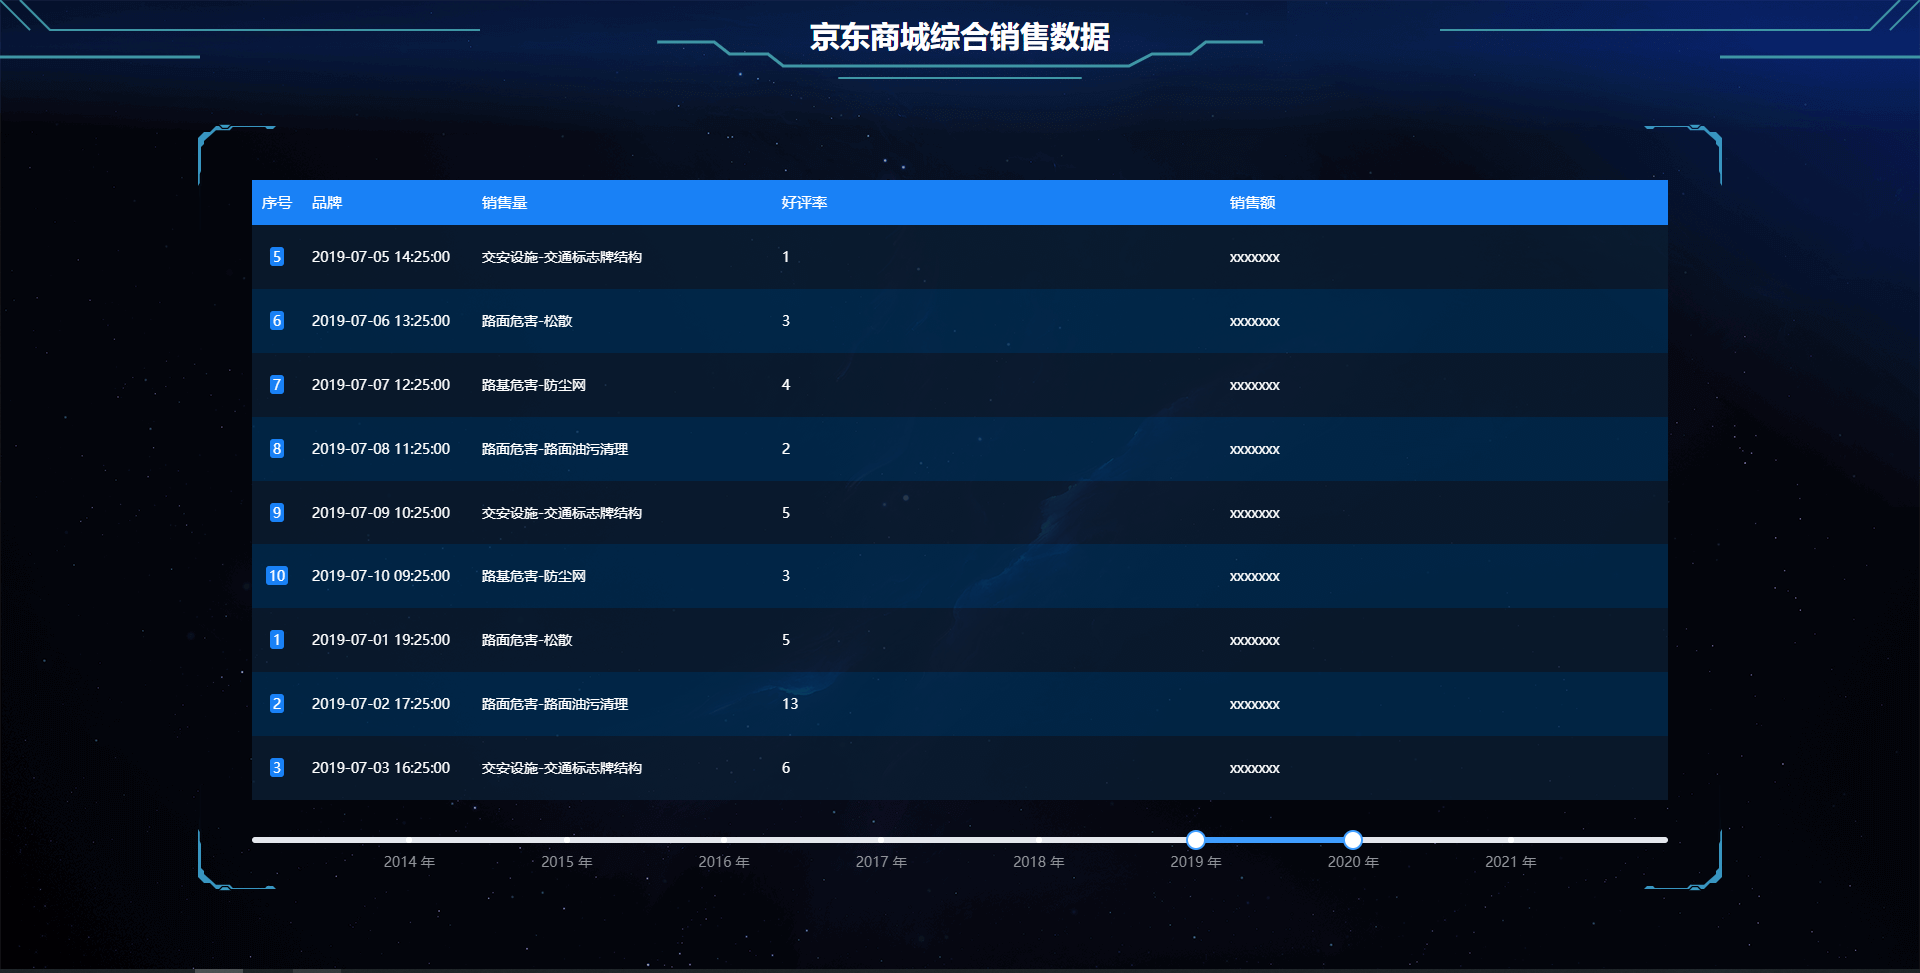 京东商城综合销售数据
序号 品牌 销售量 好评率 销售额
5 2019-07-05 14:25:00 交安设施-交通标志牌结构 1 xxxxxxx
6 2019-07-06 13:25:00 路面危害-松散 3 xxxxxxx
7 2019-07-07 12:25:00 路基危害-防尘网 4 xxxxxxx
8 2019-07-08 11:25:00 路面危害-路面油污清理 2 xxxxxxx
9 2019-07-09 10:25:00 交安设施-交通标志牌结构 5 xxxxxxx
10 2019-07-10 09:25:00 路基危害-防尘网 3 xxxxxxx
1 2019-07-01 19:25:00 路面危害-松散 5 xxxxxxx
2 2019-07-02 17:25:00 路面危害-路面油污清理 13 xxxxxxx
3 2019-07-03 16:25:00 交安设施-交通标志牌结构 6 xxxxxxx
2014 年 2015 年 2016 年 2017 年 2018 年 2019 年 2020 年 2021 年